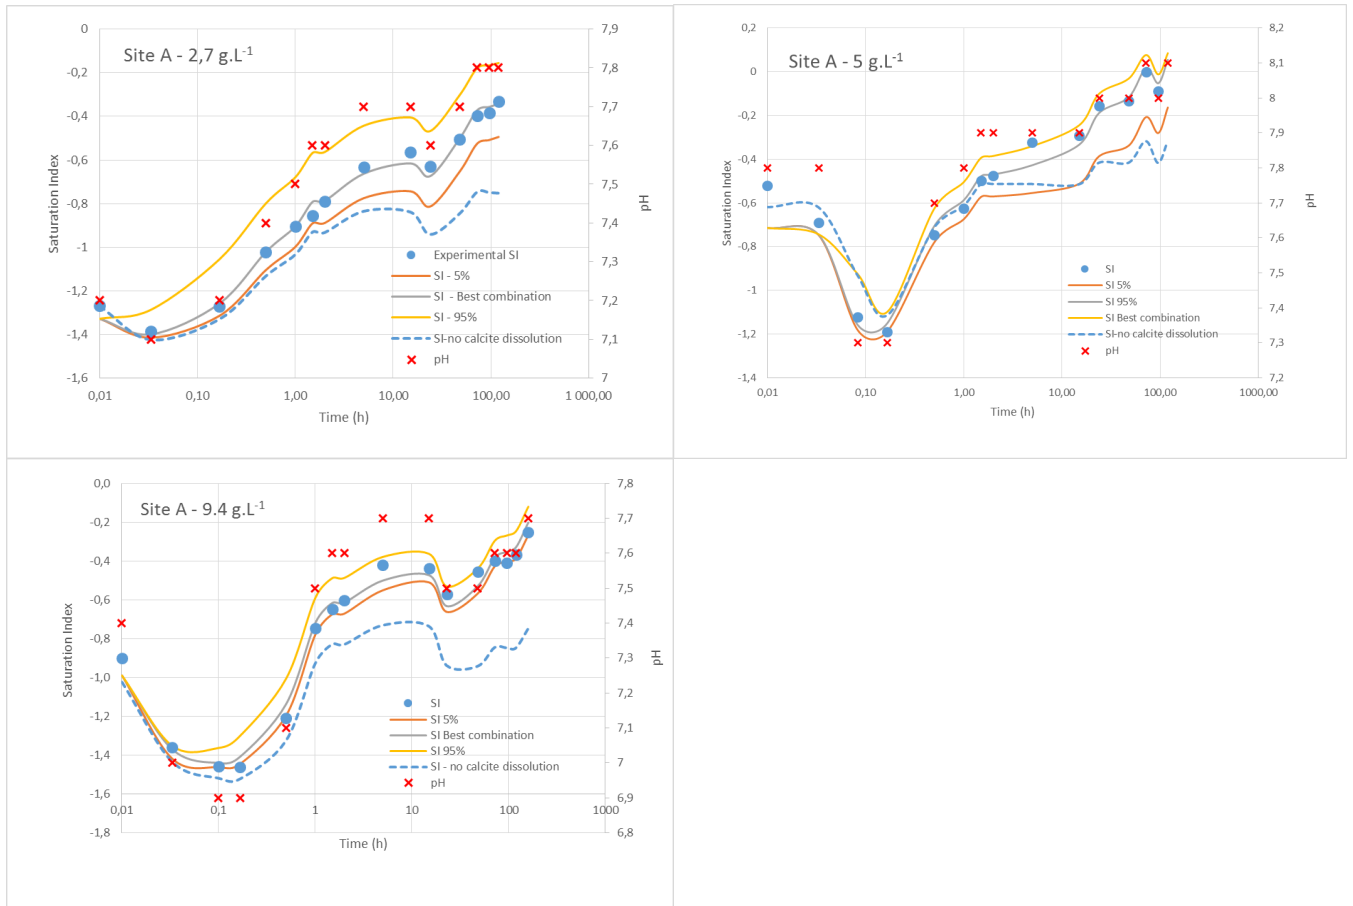 Site A - 2,7 g.L-1
0
-0,2
-0,4
-0,6
-0,8
-1
-1,2
-1,4
-1,6
Saturation Index
7,9
7,8
7,7
7,6
7,5
7,4
7,3
7,2
7,1
7
pH
Experimental SI
SI - 5%
SI - Best combination
SI - 95%
SI-no calcite dissolution
pH
0,01
0,10
1,00
10,00
100,00
1 000,00
Time (h)
Site A - 5 g.L-1
0,2
0
-0,2
-0,4
-0,6
-0,8
-1
-1,2
-1,4
Saturation Index
8,2
8,1
8
7,9
7,8
7,7
7,6
7,5
7,4
7,3
7,2
pH
SI
SI 5%
SI 95%
SI Best combination
SI-no calcite dissolution
pH
0,01
0,10
1,00
10,00
100,00
1000,00
Time (h)
Site A - 9.4 g.L-1
0,0
-0,2
-0,4
-0,6
-0,8
-1,0
-1,2
-1,4
-1,6
-1,8
Saturation Index
7,8
7,7
7,6
7,5
7,4
7,3
7,2
7,1
7
6,9
6,8
pH
SI
SI 5%
SI Best combination
SI 95%
SI - no calcite dissolution
pH
0,01
0,1
1
10
100
1000
Time (h)